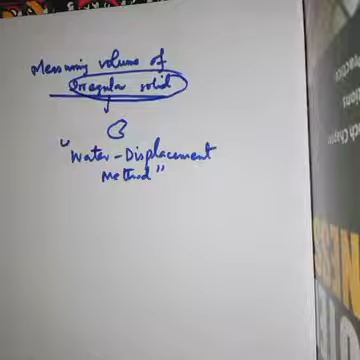 Measuring volume of
irregular solid
"Water-Displacement
Method"